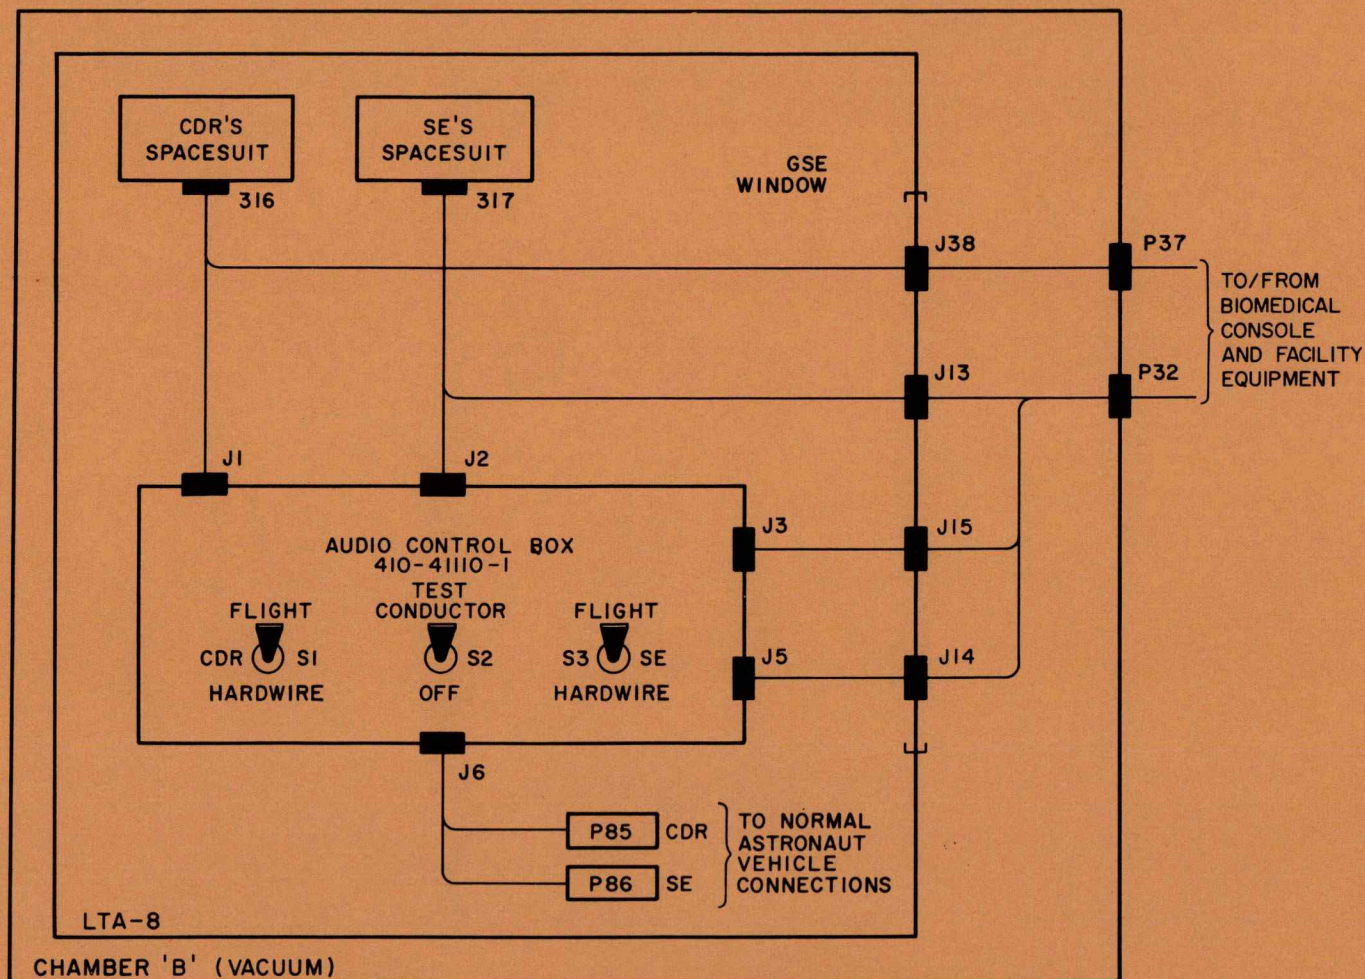 CDR'S
SPACESUIT
316
SE'S
SPACESUIT
317
GSE
WINDOW
J38
P37
TO/FROM
BIOMEDICAL
CONSOLE
AND FACILITY
EQUIPMENT
J13
P32
J1
J2
J3
J15
AUDIO CONTROL BOX
410-41110-1
FLIGHT
CDR S1
HARDWIRE
TEST
CONDUCTOR
S2
OFF
FLIGHT
S3 SE
HARDWIRE
J5
J14
J6
P85 CDR
P86 SE
TO NORMAL
ASTRONAUT
VEHICLE
CONNECTIONS
LTA-8
CHAMBER 'B' (VACUUM)